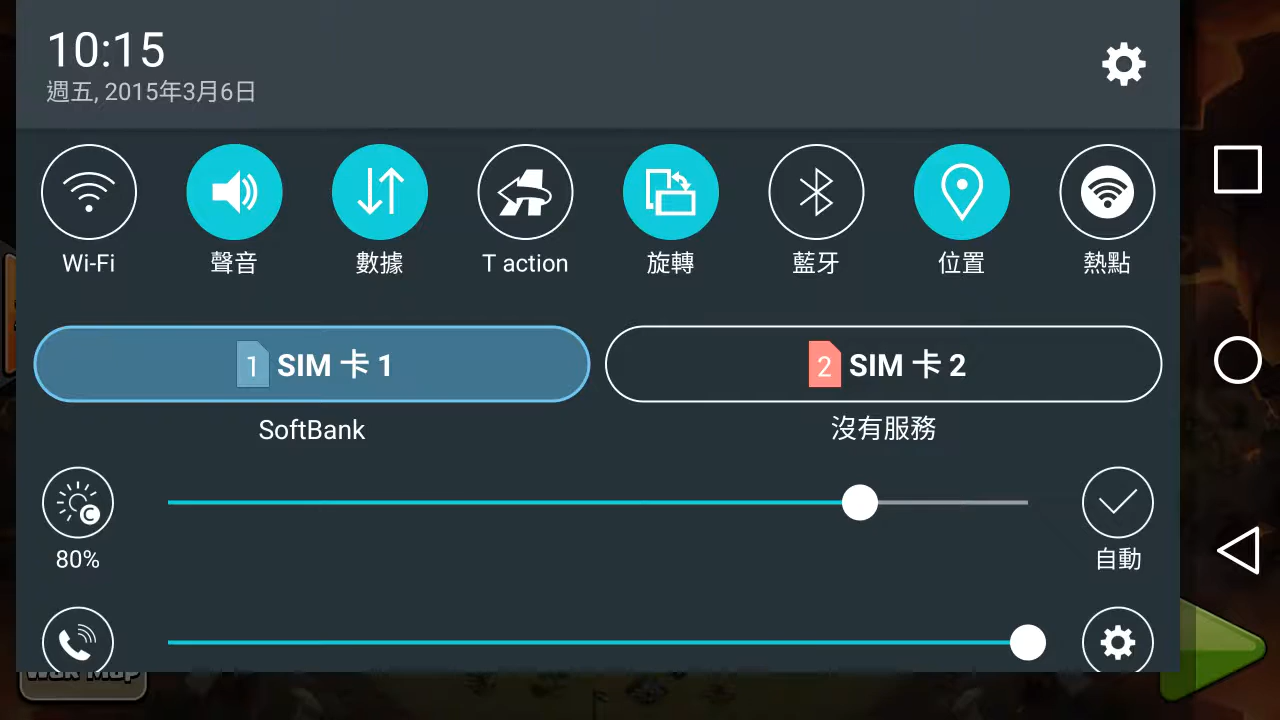 10:15
週五, 2015年3月6日
Wi-Fi
聲音
數據
T action
旋轉
藍牙
位置
熱點
1 SIM 卡 1
2 SIM 卡 2
SoftBank
沒有服務
80%
自動